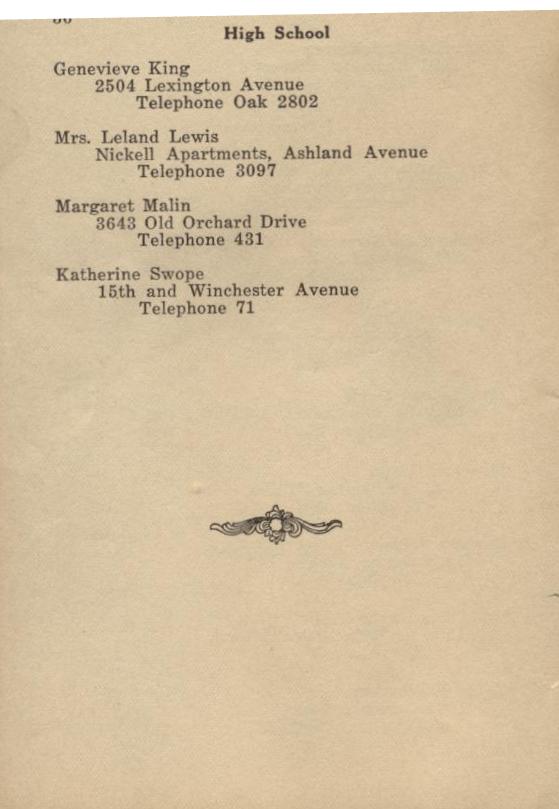 High School
Genevieve King
2504 Lexington Avenue
Telephone Oak 2802
Mrs. Leland Lewis
Nickell Apartments, Ashland Avenue
Telephone 3097
Margaret Malin
3643 Old Orchard Drive
Telephone 431
Katherine Swope
15th and Winchester Avenue
Telephone 71